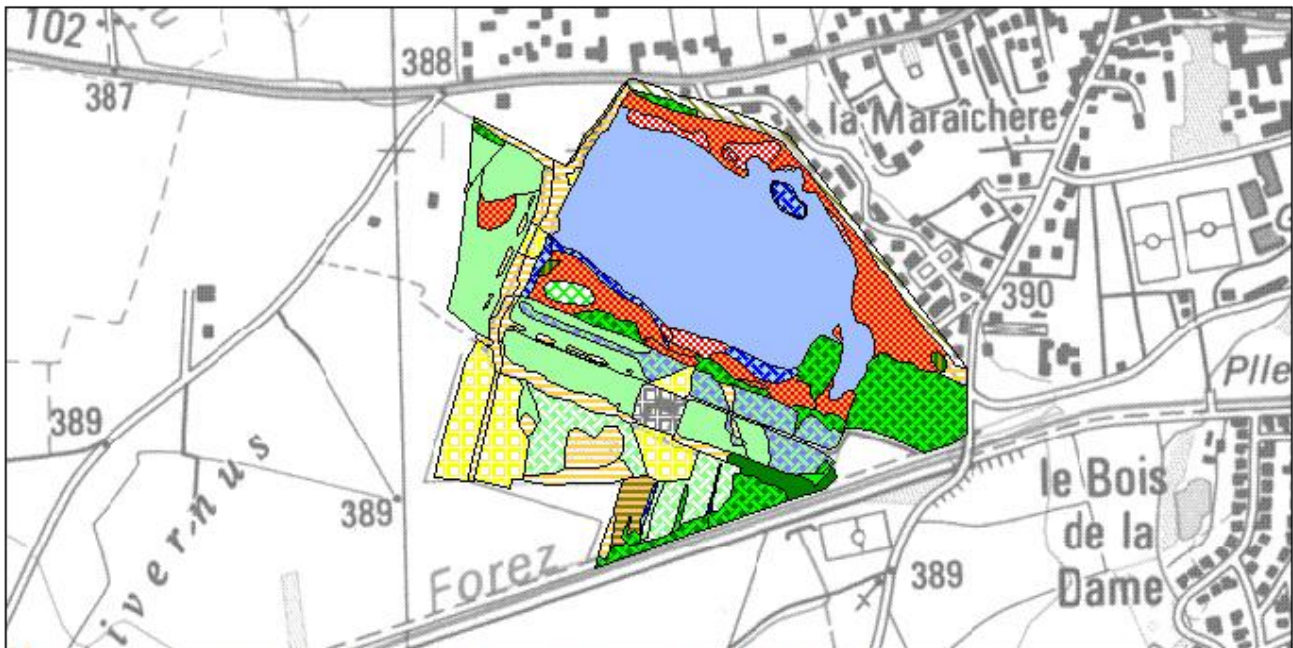 102
388
387
la Maraîchère
390
Plle
389
le Bois
de la
Dame
389
ivernus
Forez
389